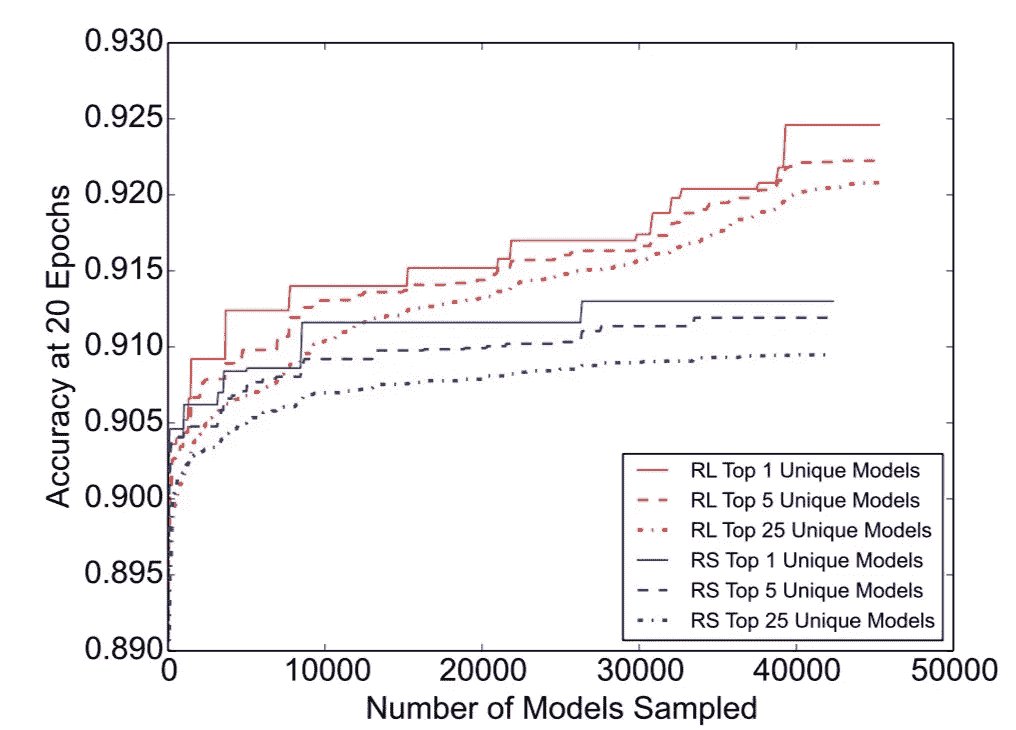 0.930
0.925
0.920
0.915
0.910
0.905
0.900
0.895
0.890
Accuracy at 20 Epochs
RL Top 1 Unique Models
RL Top 5 Unique Models
RL Top 25 Unique Models
RS Top 1 Unique Models
RS Top 5 Unique Models
RS Top 25 Unique Models
0 10000 20000 30000 40000 50000
Number of Models Sampled